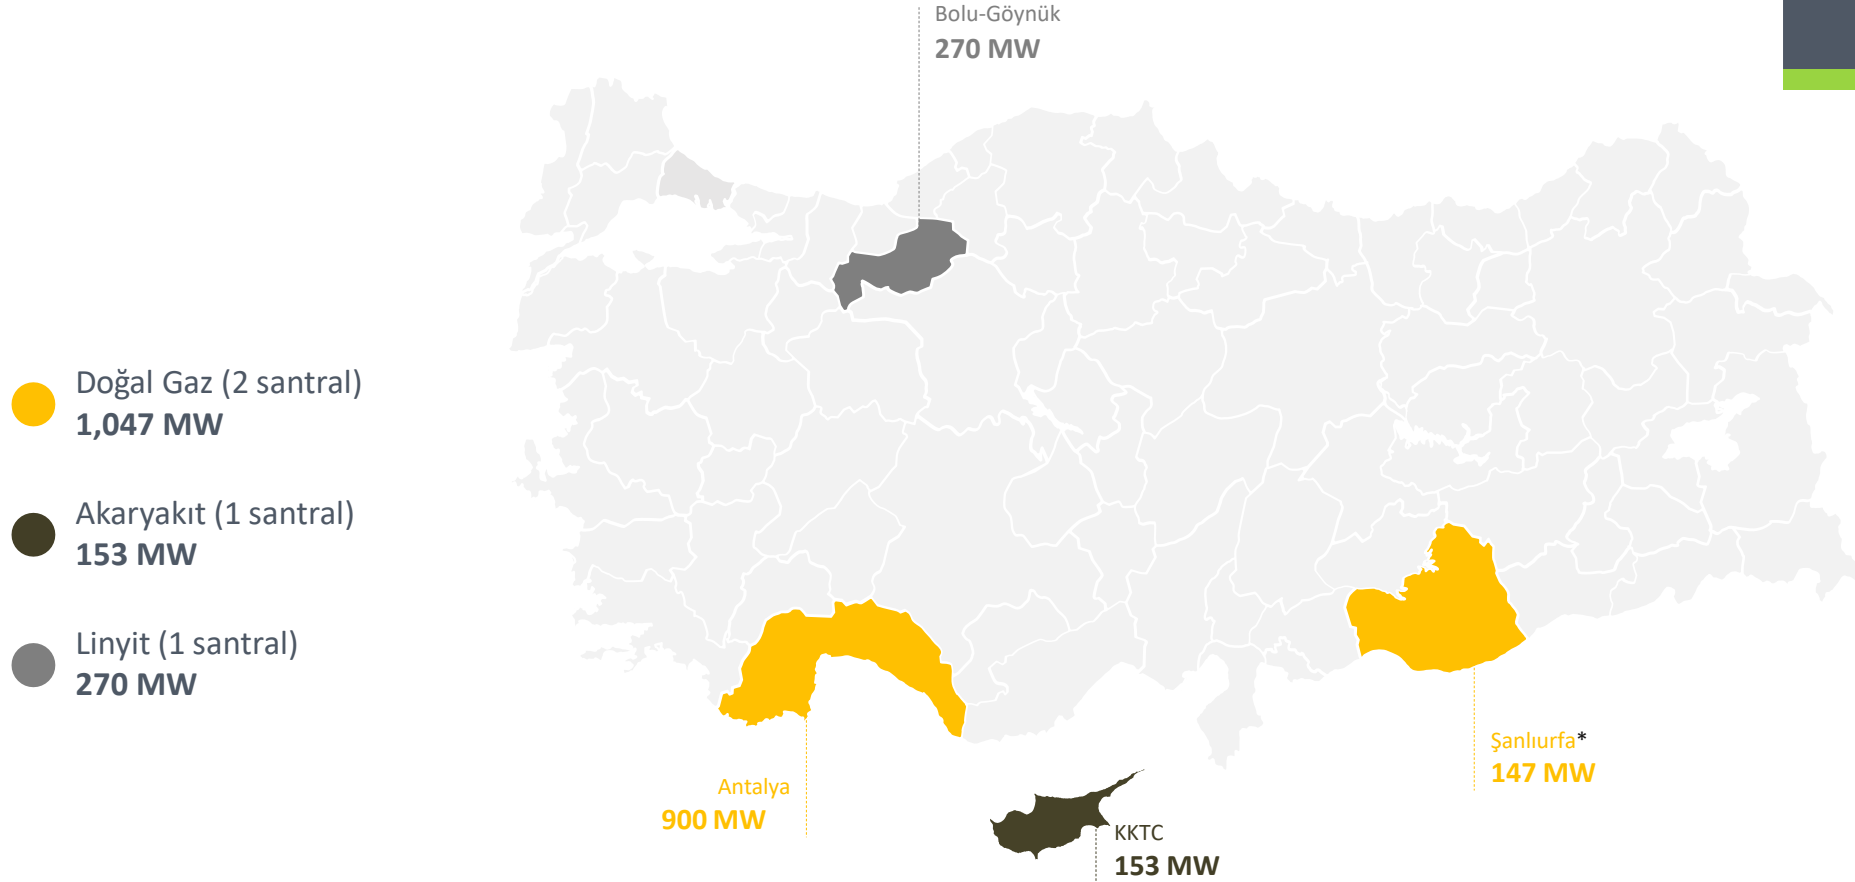 Bolu-Göynük
270 MW
Doğal Gaz (2 santral)
1,047 MW
Akaryakıt (1 santral)
153 MW
Linyit (1 santral)
270 MW
Antalya
900 MW
KKTC
153 MW
Şanlıurfa*
147 MW